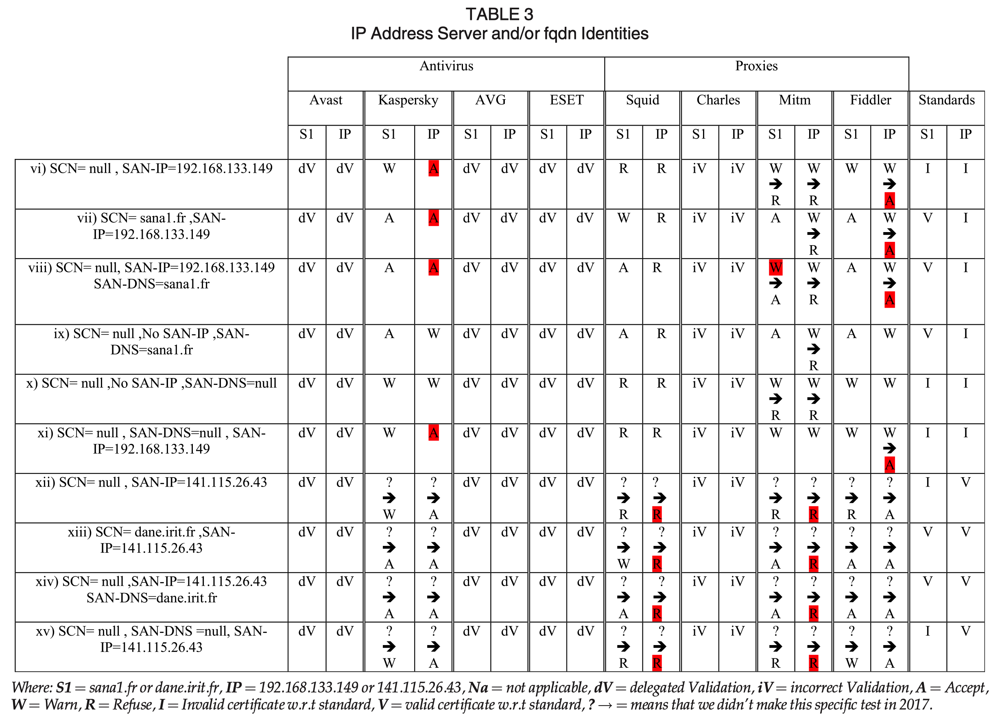 TABLE 3
IP Address Server and/or fqdn Identities
Antivirus Proxies
Avast Kaspersky AVG ESET Squid Charles Mitm Fiddler Standards
S1 IP S1 IP S1 IP S1 IP S1 IP S1 IP S1 IP S1 IP S1 IP
vi) SCN= null , SAN-IP=192.168.133.149 dV dV W A dV dV dV dV R R iV iV W W W W I I
➔ ➔ ➔
R R A
vii) SCN= sana1.fr ,SAN- dV dV A A dV dV dV dV W R iV iV A W A W V I
IP=192.168.133.149 ➔ ➔
R A
viii) SCN= null, SAN-IP=192.168.133.149 dV dV A A dV dV dV dV A R iV iV W W A W V I
SAN-DNS=sana1.fr ➔ ➔ ➔
A R A
ix) SCN= null ,No SAN-IP ,SAN- dV dV A W dV dV dV dV A R iV iV A W A W V I
DNS=sana1.fr ➔
R
x) SCN= null ,No SAN-IP ,SAN-DNS=null dV dV W W dV dV dV dV R R iV iV W W W W I I
➔ ➔
R R
xi) SCN= null , SAN-DNS=null , SAN- dV dV W A dV dV dV dV R R iV iV W W W W I I
IP=192.168.133.149 ➔
A
xii) SCN= null , SAN-IP=141.115.26.43 dV dV ? ? dV dV dV dV ? ? iV iV ? ? ? ? I V
➔ ➔ ➔ ➔ ➔ ➔ ➔ ➔
W A R R R R R A
xiii) SCN= dane.irit.fr ,SAN- dV dV ? ? dV dV dV dV ? ? iV iV ? ? ? ? V V
IP=141.115.26.43 ➔ ➔ ➔ ➔ ➔ ➔ ➔ ➔
A A W R A R A A
xiv) SCN= null ,SAN-IP=141.115.26.43 dV dV ? ? dV dV dV dV ? ? iV iV ? ? ? ? V V
SAN-DNS=dane.irit.fr ➔ ➔ ➔ ➔ ➔ ➔ ➔ ➔
A A A R A R A A
xv) SCN= null , SAN-DNS =null, SAN- dV dV ? ? dV dV dV dV ? ? iV iV ? ? ? ? I V
IP=141.115.26.43 ➔ ➔ ➔ ➔ ➔ ➔ ➔ ➔
W A R R R R W A
Where: S1 = sana1.fr or dane.irit.fr, IP = 192.168.133.149 or 141.115.26.43, Na = not applicable, dV = delegated Validation, iV = incorrect Validation, A = Accept,
W = Warn, R = Refuse, I = Invalid certificate w.r.t standard, V = valid certificate w.r.t standard, ? → = means that we didn't make this specific test in 2017.